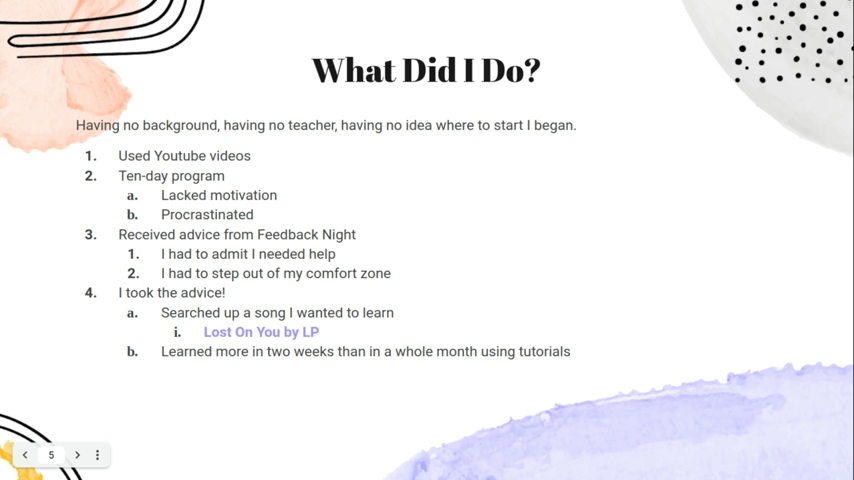 What Did I Do?
Having no background, having no teacher, having no idea where to start I began.
1. Used Youtube videos
2. Ten-day program
a. Lacked motivation
b. Procrastinated
3. Received advice from Feedback Night
1. I had to admit I needed help
2. I had to step out of my comfort zone
4. I took the advice!
a. Searched up a song I wanted to learn
i. Lost On You by LP
b. Learned more in two weeks than in a whole month using tutorials
5